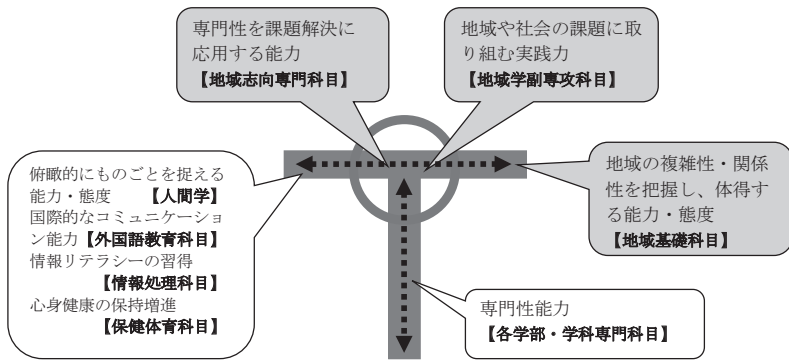 専門性を課題解決に
応用する能力
【地域志向専門科目】
地域や社会の課題に取
り組む実践力
【地域学副専攻科目】
俯瞰的にものごとを捉える
能力・態度　　【人間学】
国際的なコミュニケーショ
ン能力【外国語教育科目】
情報リテラシーの習得
【情報処理科目】
心身健康の保持増進
【保健体育科目】
地域の複雑性・関係
性を把握し、体得す
る能力・態度
【地域基礎科目】
専門性能力
【各学部・学科専門科目】